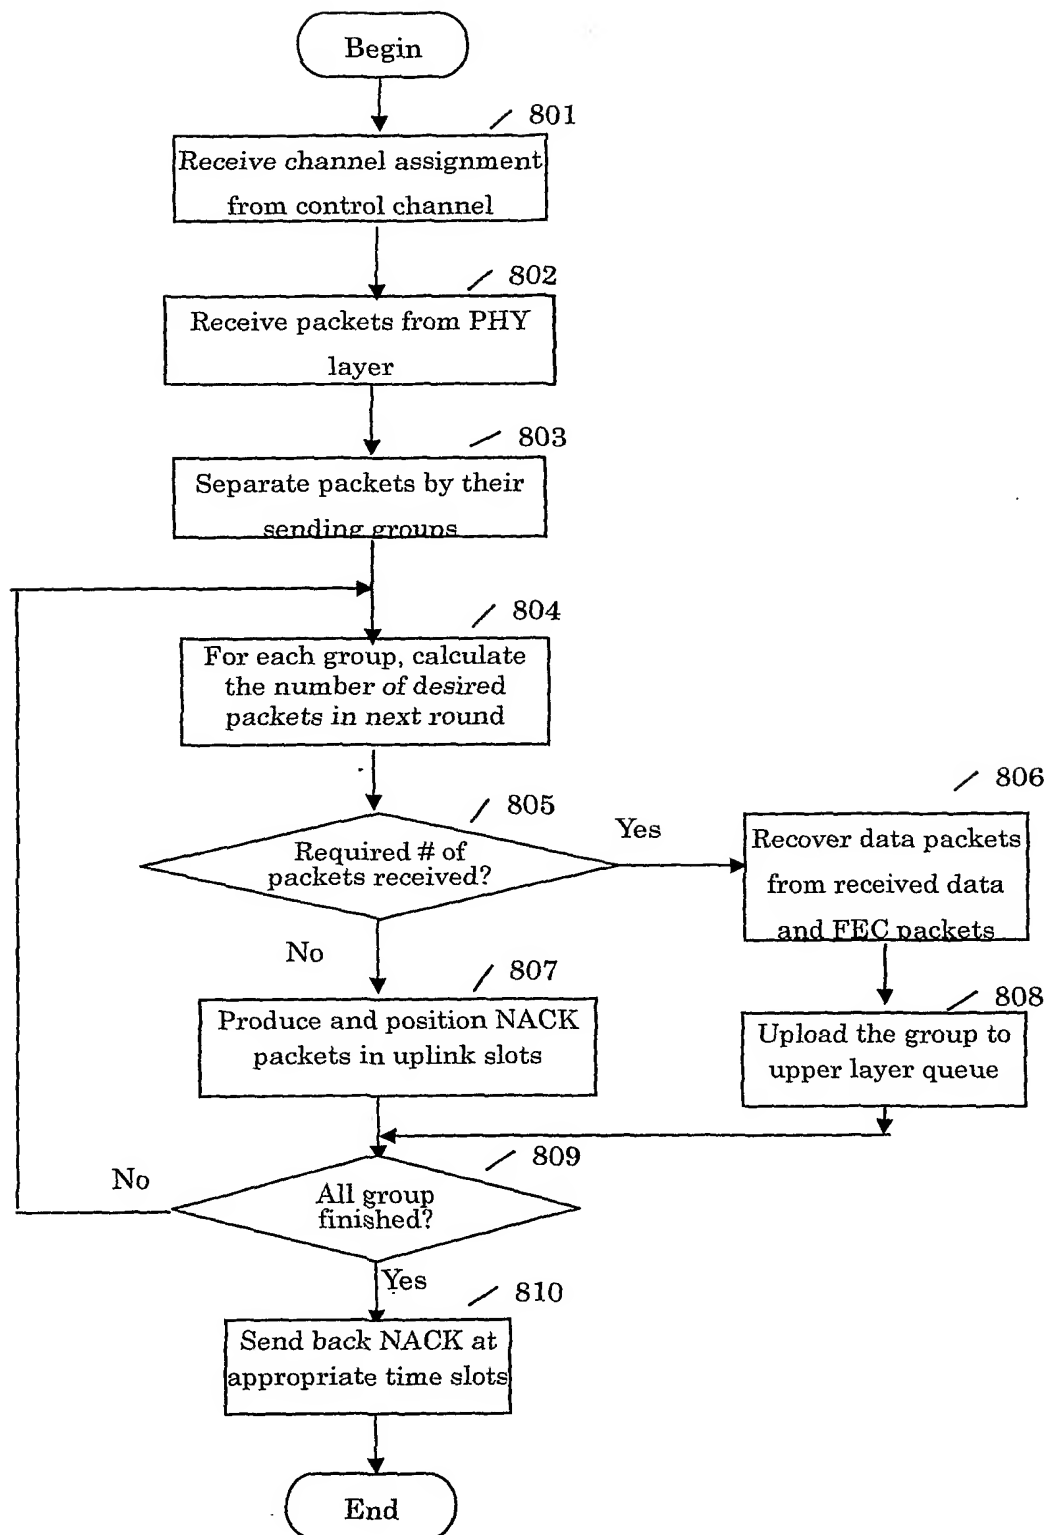 Begin
801
Receive channel assignment
from control channel
802
Receive packets from PHY
layer
803
Separate packets by their
sending groups
804
For each group, calculate
the number of desired
packets in next round
805
Required # of
packets received?
Yes
806
Recover data packets
from received data
and FEC packets
No
807
Produce and position NACK
packets in uplink slots
808
Upload the group to
upper layer queue
809
All group
finished?
No
Yes
810
Send back NACK at
appropriate time slots
End